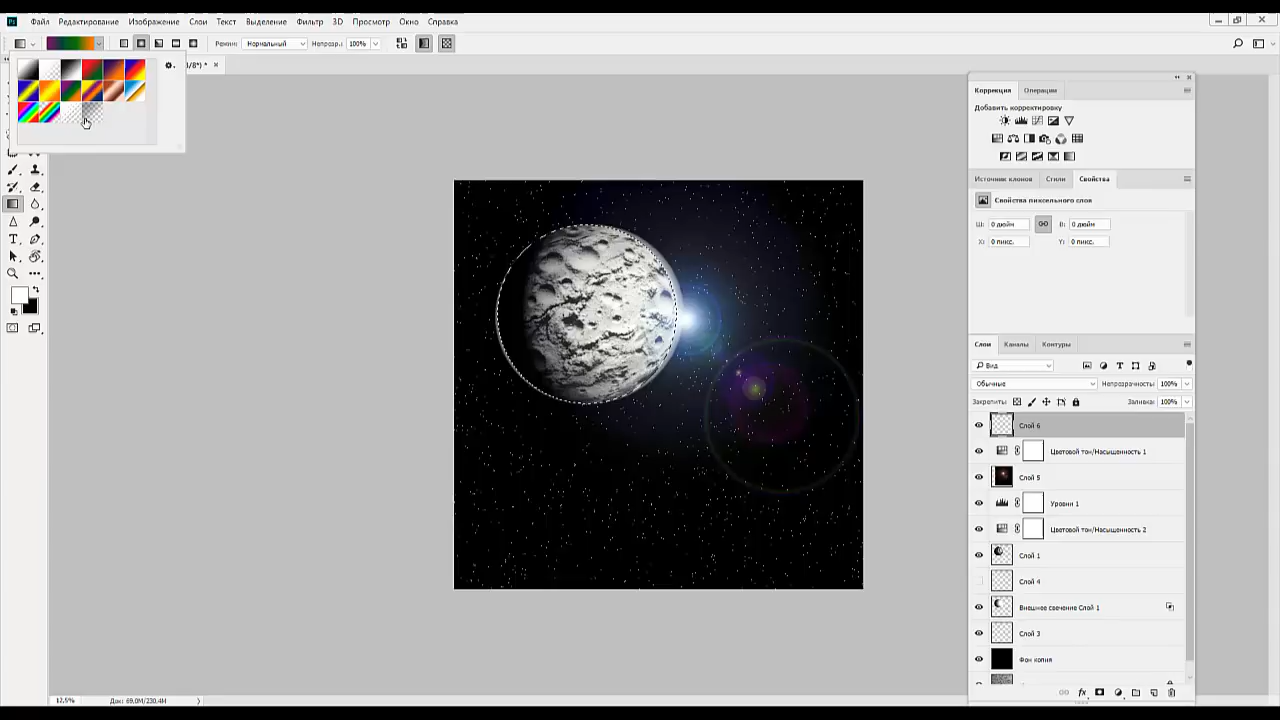 Ps Файл Редактирование Изображение Слои Текст Выделение Фильтр 3D Просмотр Окно Справка
Режим: Нормальный Непрозр.: 100%
/8*) * ×
Коррекция Операции
Добавить корректировку
Источник клонов Стили Свойства
Свойства пиксельного слоя
Ш: 0 дюйм В: 0 дюйм
X: 0 пикс. Y: 0 пикс.
Слои Каналы Контуры
Вид
Обычные Непрозрачность: 100%
Закрепить: Заливка: 100%
Слой 6
Цветовой тон/Насыщенность 1
Слой 5
Уровни 1
Цветовой тон/Насыщенность 2
Слой 1
Слой 4
Внешнее свечение Слой 1
Слой 3
Фон копия
12,5% Док: 69,0M/230,4M